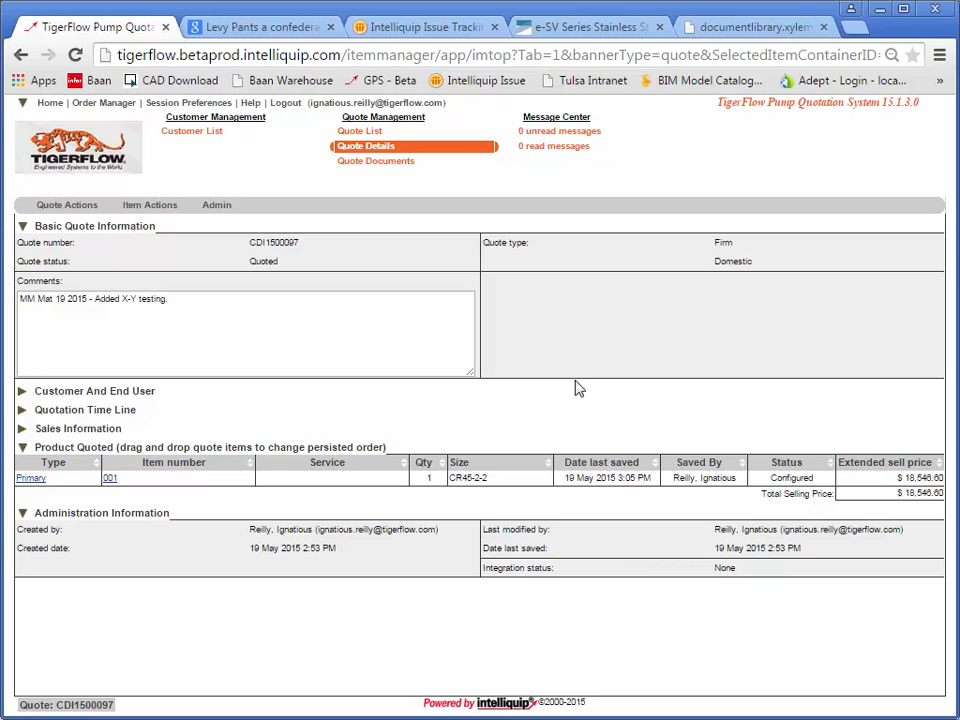 TigerFlow Pump Quota
Levy Pants a confedera
Intelliquip Issue Tracki
e-SV Series Stainless St
documentlibrary.xylem
tigerflow.betaprod.intelliquip.com/itemmanager/app/imtop?Tab=1&bannerType=quote&SelectedItemContainerID:
Apps
Baan
CAD Download
Baan Warehouse
GPS - Beta
Intelliquip Issue
Tulsa Intranet
BIM Model Catalog...
Adept - Login - loca...
»
Home | Order Manager | Session Preferences | Help | Logout (ignatious.reilly@tigerflow.com)
TigerFlow Pump Quotation System 15.1.3.0
Customer Management
Quote Management
Message Center
Customer List
Quote List
0 unread messages
Quote Details
0 read messages
Quote Documents
TIGERFLOW
Engineered Systems to the World
Quote Actions
Item Actions
Admin
Basic Quote Information
Quote number:
CDI1500097
Quote type:
Firm
Quote status:
Quoted
Domestic
Comments:
MM Mat 19 2015 - Added X-Y testing.
Customer And End User
Quotation Time Line
Sales Information
Product Quoted (drag and drop quote items to change persisted order)
Type Item number Service Qty Size Date last saved Saved By Status Extended sell price
Primary 001 1 CR45-2-2 19 May 2015 3:05 PM Reilly, Ignatious Configured $ 18,546.60
Total Selling Price: $ 18,546.60
Administration Information
Created by:
Reilly, Ignatious (ignatious.reilly@tigerflow.com)
Last modified by:
Reilly, Ignatious (ignatious.reilly@tigerflow.com)
Created date:
19 May 2015 2:53 PM
Date last saved:
19 May 2015 2:53 PM
Integration status:
None
Quote: CDI1500097
Powered by intelliquip ©2000-2015